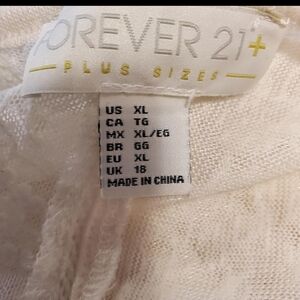 FOREVER 21+
PLUS SIZES
US XL
CA TG
MX XL/EG
BR GG
EU XL
UK 18
MADE IN CHINA